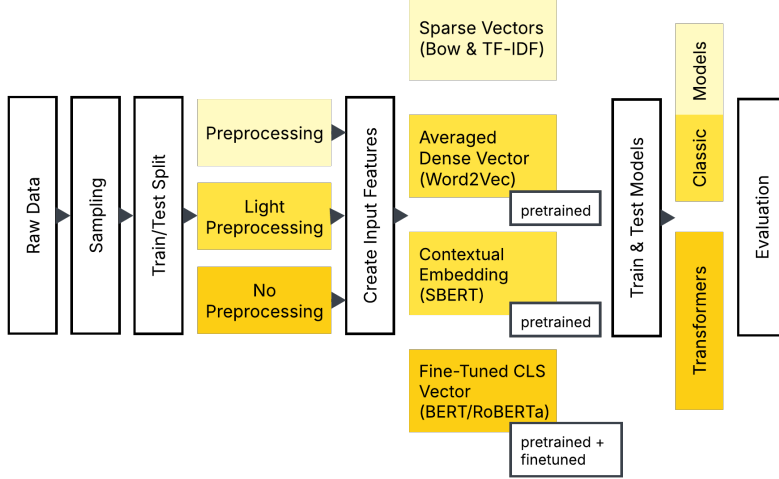 Raw Data
Sampling
Train/Test Split
Preprocessing
Light
Preprocessing
No
Preprocessing
Create Input Features
Sparse Vectors
(Bow & TF-IDF)
Averaged
Dense Vector
(Word2Vec)
pretrained
Contextual
Embedding
(SBERT)
pretrained
Fine-Tuned CLS
Vector
(BERT/RoBERTa)
pretrained +
finetuned
Train & Test Models
Classic Models
Transformers
Evaluation